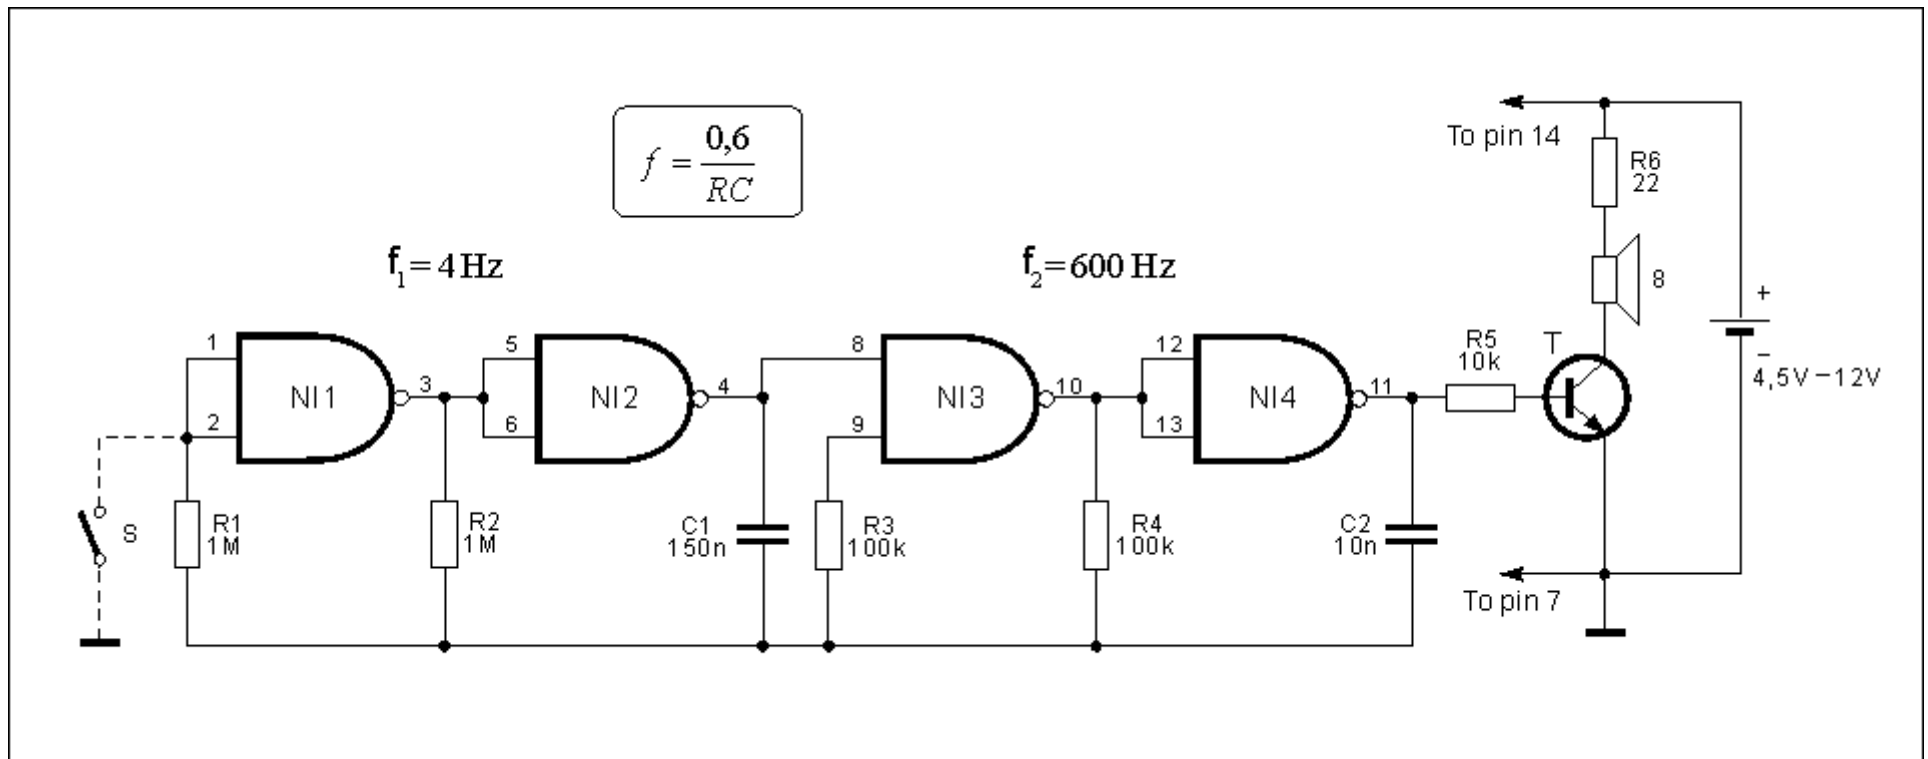 f = 0,6
RC
f1 = 4 Hz
f2 = 600 Hz
To pin 14
R6
22
8
+
−
4,5V−12V
1
2
NI1
3
5
6
NI2
4
8
9
NI3
10
12
13
NI4
11
R5
10k
T
S
R1
1M
R2
1M
C1
150n
R3
100k
R4
100k
C2
10n
To pin 7